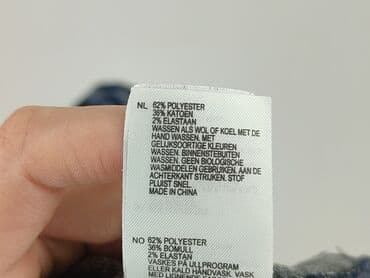 NL 62% POLYESTER
36% KATOEN
2% ELASTAAN
WASSEN ALS WOL OF KOEL MET DE
HAND WASSEN, MET
GELIJKSOORTIGE KLEUREN
WASSEN. BINNENSTEBUITEN
WASSEN. GEEN BIOLOGISCHE
WASMIDDELEN GEBRUIKEN. AAN DE
ACHTERKANT STRIJKEN. STOF
PLUIST SNEL.
MADE IN CHINA
NO 62% POLYESTER
36% BOMULL
2% ELASTAN
VASKES PÅ ULLPROGRAM
ELLER KALD HÅNDVASK. VASK
MED LIGNENDE